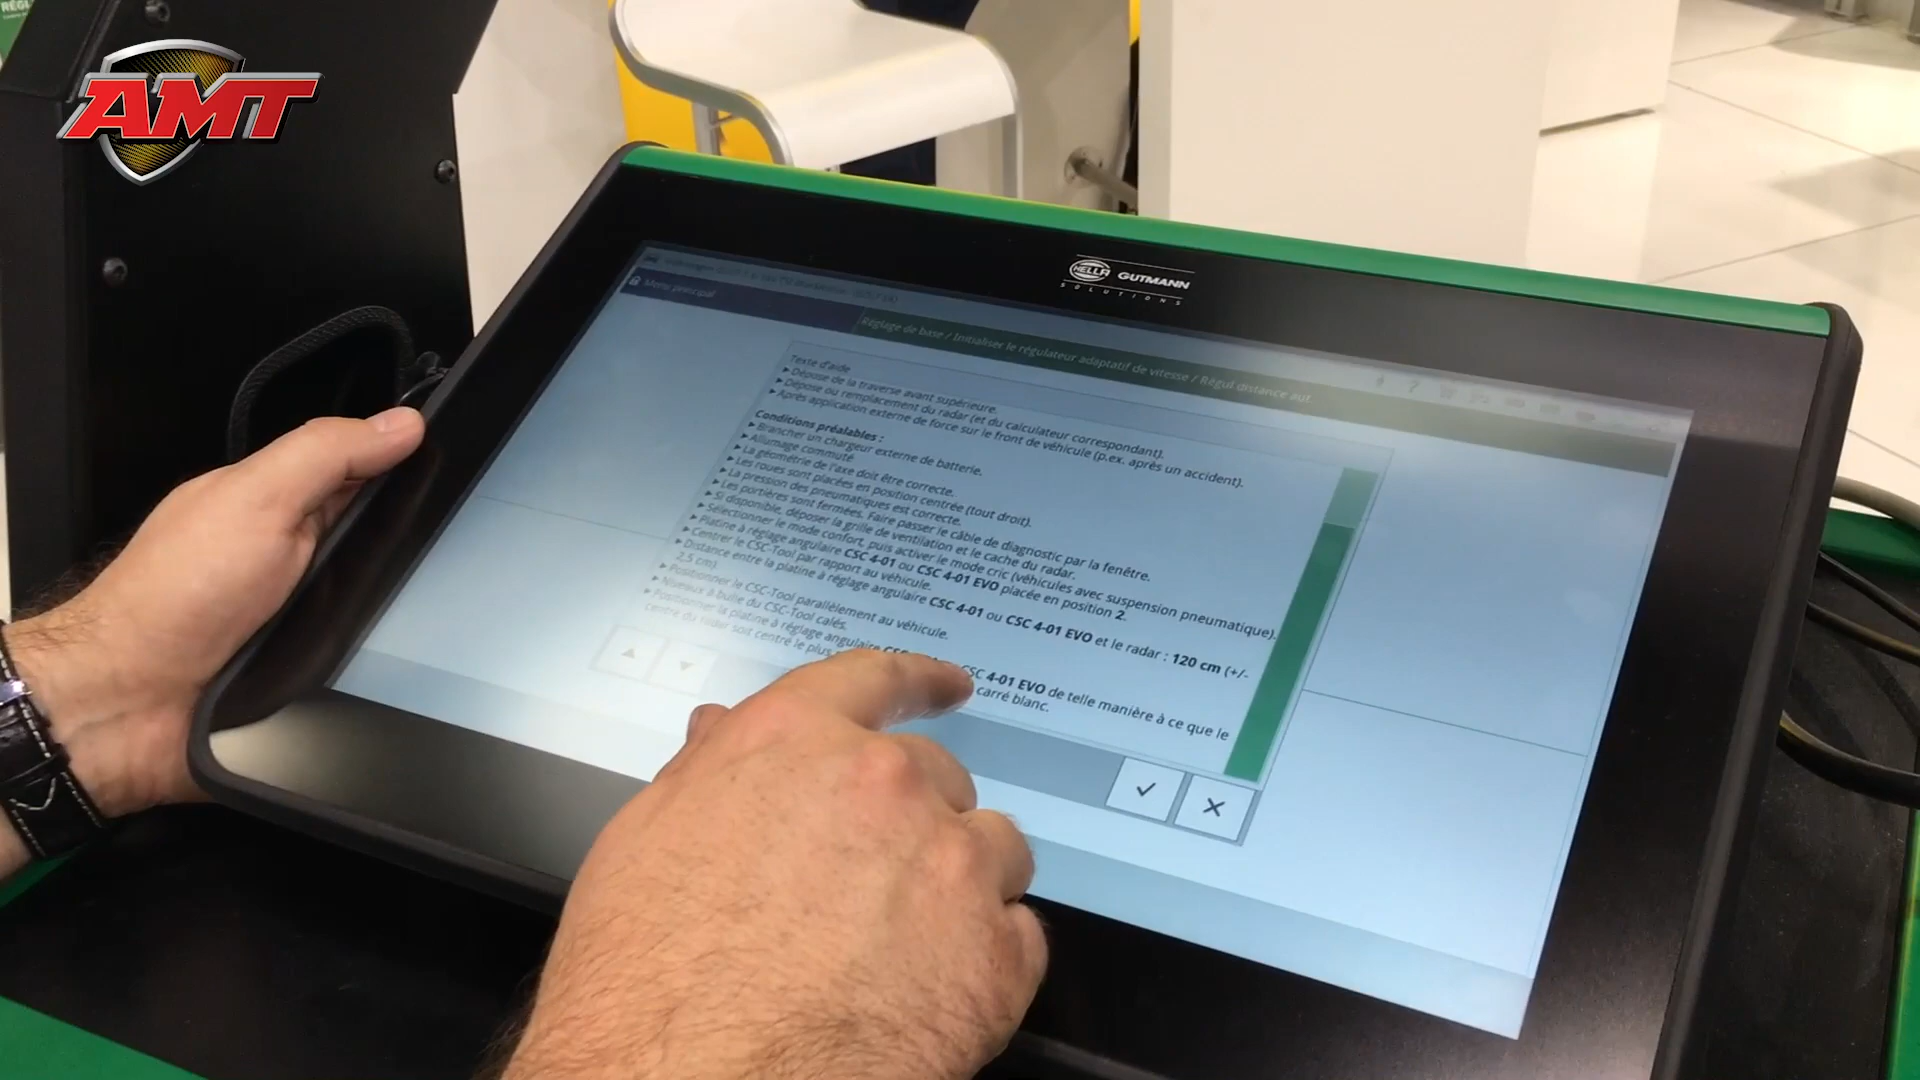 AMT
HELLA GUTMANN
SOLUTIONS
Menu principal
Réglage de base / Initialiser le régulateur adaptatif de vitesse / Régul distance aut
Texte d'aide
►Dépose de la traverse avant supérieure.
►Dépose ou remplacement du radar (et du calculateur correspondant).
►Après application externe de force sur le front de véhicule (p.ex. après un accident).
Conditions préalables :
►Brancher un chargeur externe de batterie.
►Allumage commuté
►La géométrie de l'axe doit être correcte.
►Les roues sont placées en position centrée (tout droit).
►La pression des pneumatiques est correcte.
►Les portières sont fermées. Faire passer le câble de diagnostic par la fenêtre.
►Si disponible, déposer la grille de ventilation et le cache du radar.
►Sélectionner le mode confort, puis activer le mode cric (véhicules avec suspension pneumatique).
►Platine à réglage angulaire CSC 4-01 ou CSC 4-01 EVO placée en position 2.
►Centrer le CSC-Tool par rapport au véhicule.
►Distance entre la platine à réglage angulaire CSC 4-01 ou CSC 4-01 EVO et le radar : 120 cm (+/-
2,5 cm)
►Positionner le CSC-Tool parallèlement au véhicule.
►Niveaux à bulle du CSC-Tool calés.
►Positionner la platine à réglage angulaire CSC 4-01 EVO de telle manière à ce que le
centre du radar soit centré le plus carré blanc.